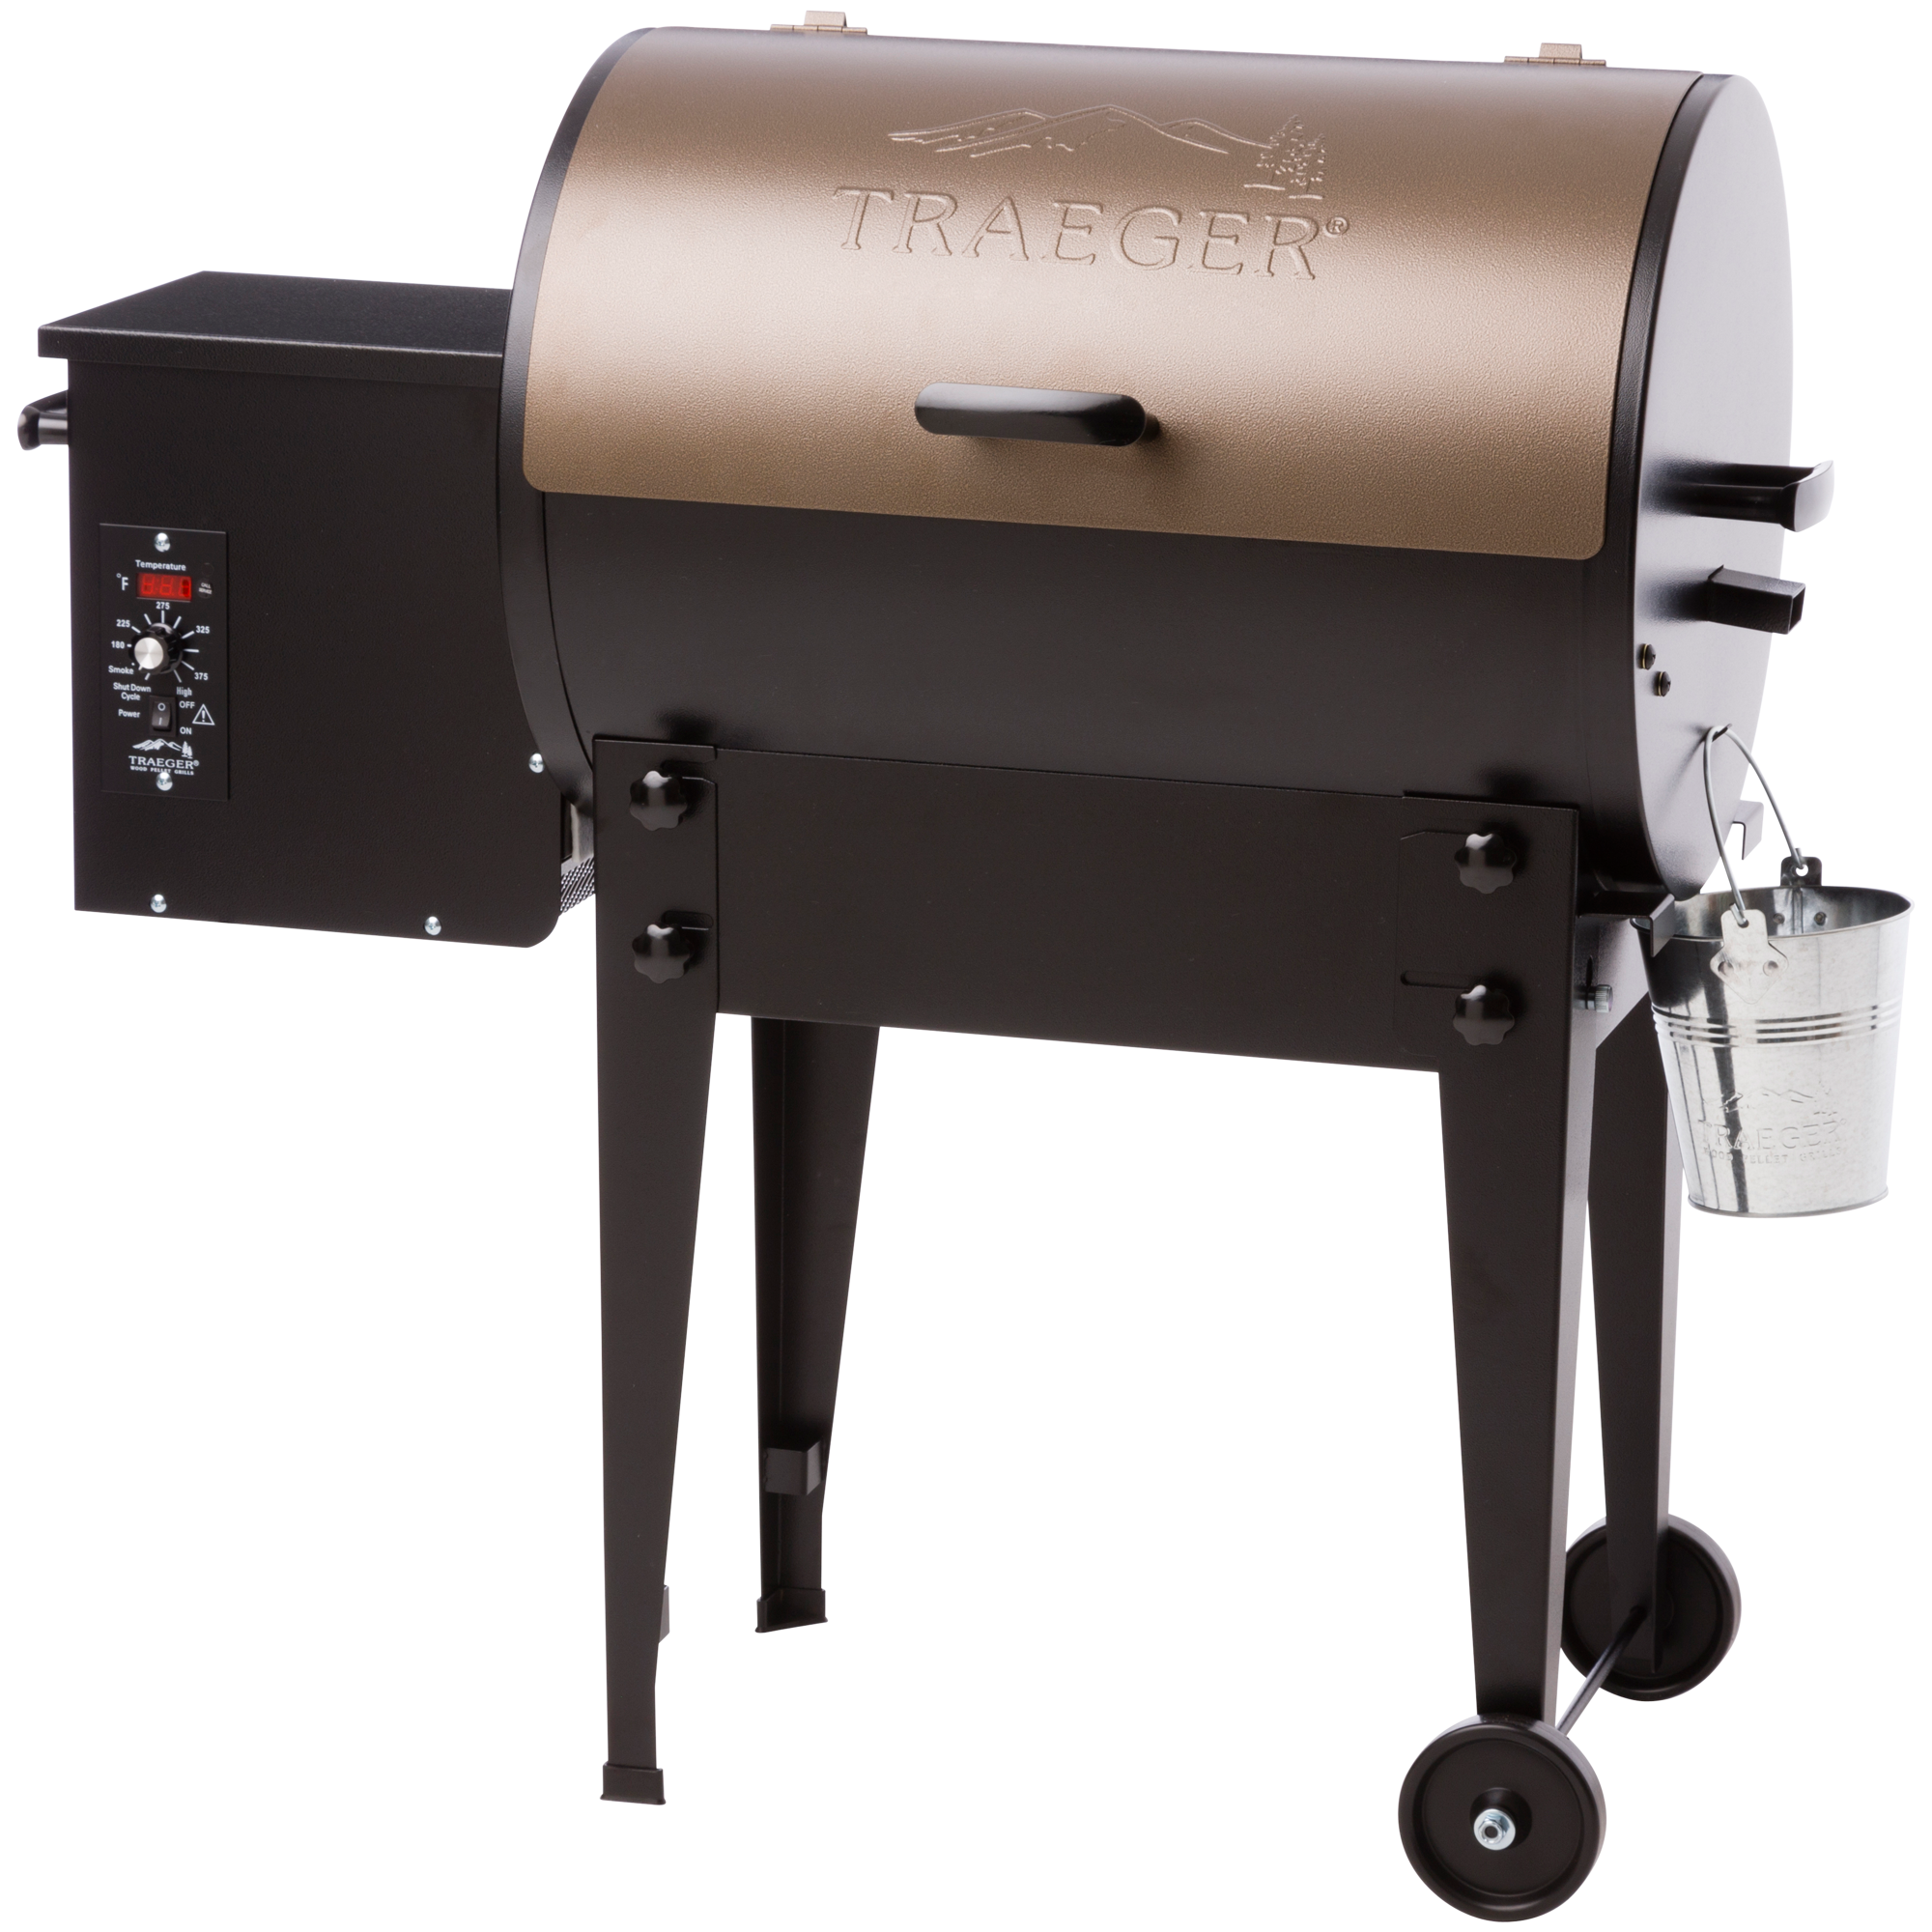 TRAEGER®
Temperature
°F
275
225
325
180
Smoke
375
Shut Down
Cycle
High
OFF
Power
O
I
ON
TRAEGER®
WOOD PELLET GRILLS
TRAEGER
WOOD PELLET GRILLS